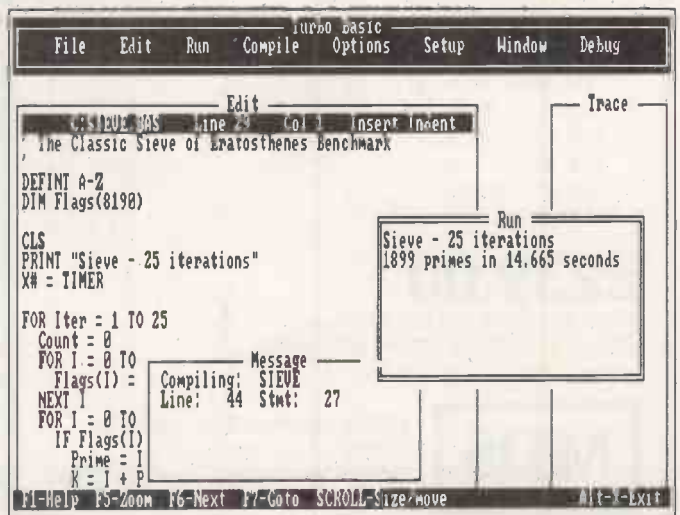 Turbo Basic
File Edit Run Compile Options Setup Window Debug
Edit
C:SIEVE.BAS Line 29 Col 1 Insert Indent
' The Classic Sieve of Eratosthenes Benchmark
'
DEFINT A-Z
DIM Flags(8190)
CLS
PRINT "Sieve - 25 iterations"
X# = TIMER
FOR Iter = 1 TO 25
Count = 0
FOR I = 0 TO
Flags(I) =
NEXT I
FOR I = 0 TO
IF Flags(I)
Prime = I
K = I + P
Message
Compiling: SIEVE
Line: 44 Stmt: 27
Trace
Run
Sieve - 25 iterations
1899 primes in 14.665 seconds
F1-Help F5-Zoom F6-Next F7-Goto SCROLL-Size/move Alt-X-Exit